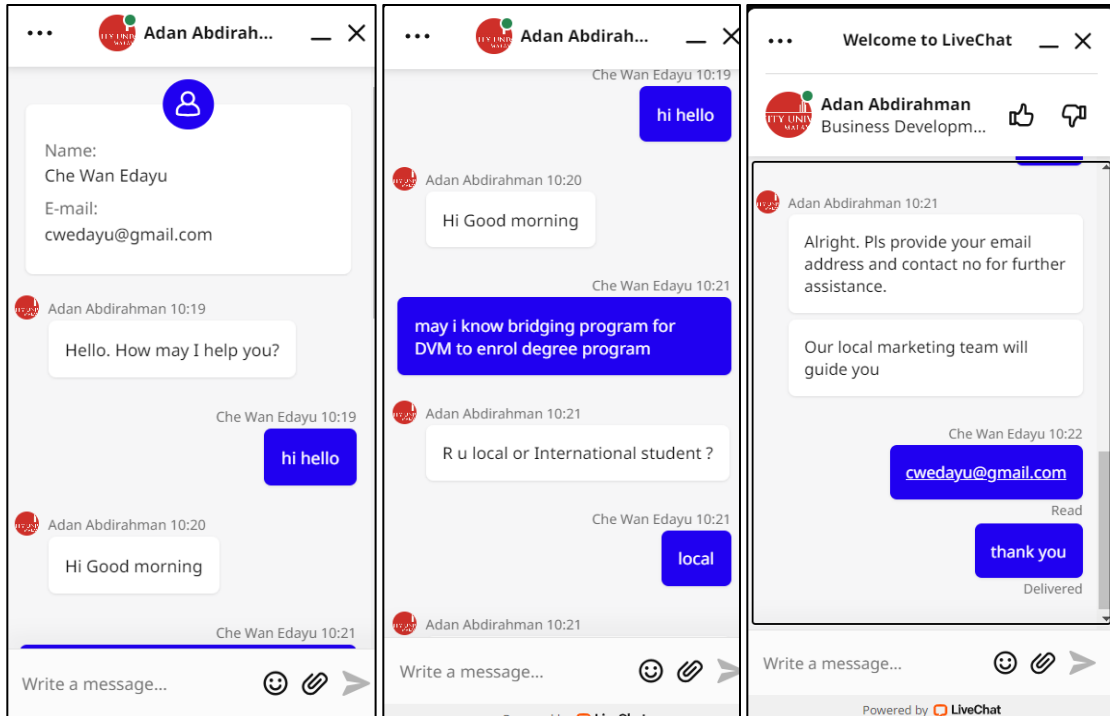 Adan Abdirah...
Name:
Che Wan Edayu
E-mail:
cwedayu@gmail.com
Adan Abdirahman 10:19
Hello. How may I help you?
Che Wan Edayu 10:19
hi hello
Adan Abdirahman 10:20
Hi Good morning
Che Wan Edayu 10:21
Write a message...
Adan Abdirah...
Che Wan Edayu 10:19
hi hello
Adan Abdirahman 10:20
Hi Good morning
Che Wan Edayu 10:21
may i know bridging program for
DVM to enrol degree program
Adan Abdirahman 10:21
R u local or International student ?
Che Wan Edayu 10:21
local
Adan Abdirahman 10:21
Write a message...
Welcome to LiveChat
Adan Abdirahman
Business Developm...
Adan Abdirahman 10:21
Alright. Pls provide your email
address and contact no for further
assistance.
Our local marketing team will
guide you
Che Wan Edayu 10:22
cwedayu@gmail.com
Read
thank you
Delivered
Write a message...
Powered by LiveChat